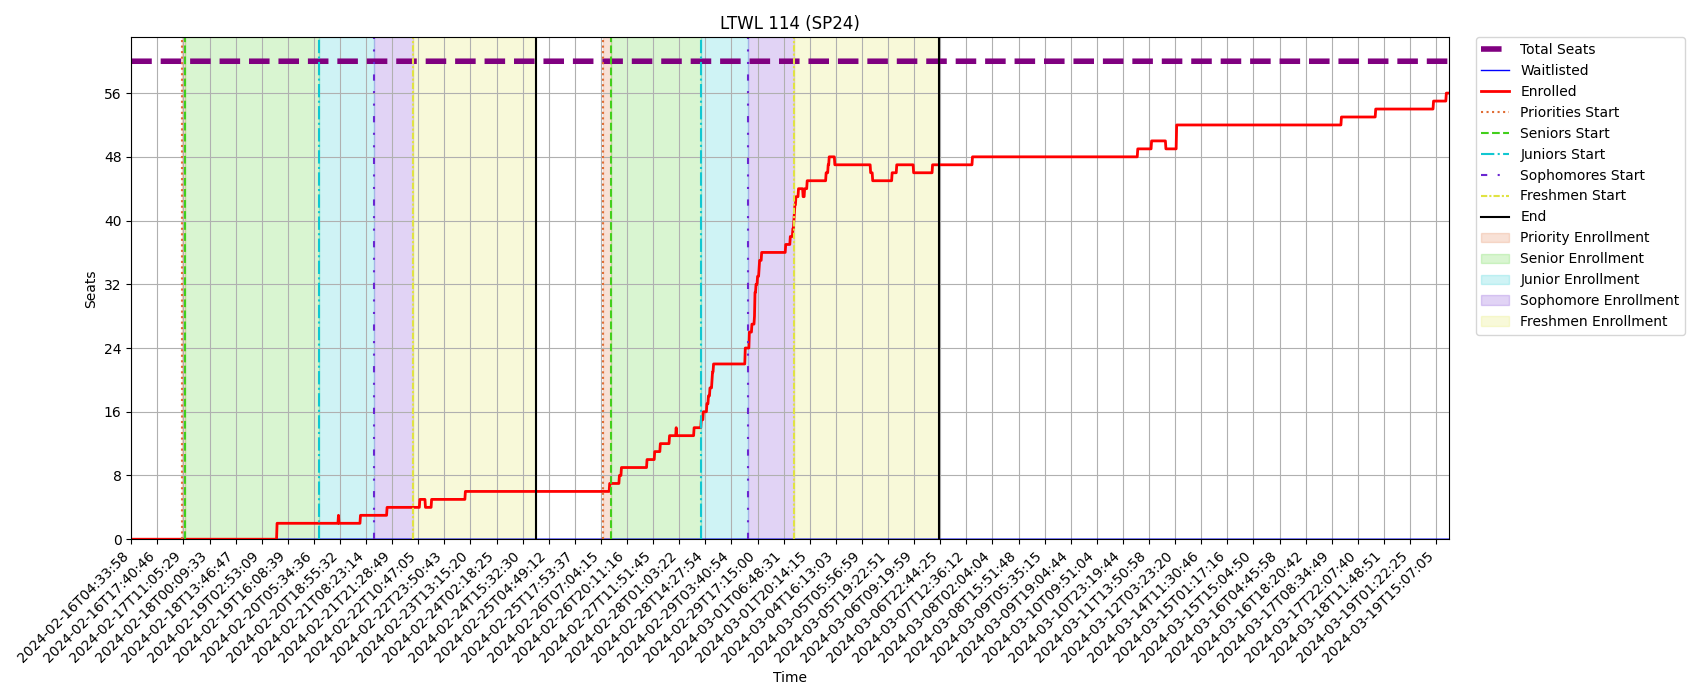 LTWL 114 (SP24)
Seats
56
48
40
32
24
16
8
0
2024-02-16T04:33:58
2024-02-16T17:40:46
2024-02-17T11:05:29
2024-02-18T00:09:33
2024-02-18T13:46:47
2024-02-19T02:53:09
2024-02-19T16:08:39
2024-02-20T05:34:36
2024-02-20T18:55:32
2024-02-21T08:23:14
2024-02-21T21:28:49
2024-02-22T10:47:05
2024-02-22T23:50:43
2024-02-23T13:15:20
2024-02-24T02:18:25
2024-02-24T15:32:30
2024-02-25T04:49:12
2024-02-25T17:53:37
2024-02-26T07:04:15
2024-02-26T20:11:16
2024-02-27T11:51:45
2024-02-28T01:03:22
2024-02-28T14:27:54
2024-02-29T03:40:54
2024-02-29T17:15:00
2024-03-01T06:48:31
2024-03-01T20:14:15
2024-03-04T16:13:03
2024-03-05T05:56:59
2024-03-05T19:22:51
2024-03-06T09:19:59
2024-03-06T22:44:25
2024-03-07T12:36:12
2024-03-08T02:04:04
2024-03-08T15:51:48
2024-03-09T05:35:15
2024-03-09T19:04:44
2024-03-10T09:51:04
2024-03-10T23:19:44
2024-03-11T13:50:58
2024-03-12T03:23:20
2024-03-14T11:30:46
2024-03-15T01:17:16
2024-03-15T15:04:50
2024-03-16T04:45:58
2024-03-16T18:20:42
2024-03-17T08:34:49
2024-03-17T22:07:40
2024-03-18T11:48:51
2024-03-19T01:22:25
2024-03-19T15:07:05
Time
Total Seats
Waitlisted
Enrolled
Priorities Start
Seniors Start
Juniors Start
Sophomores Start
Freshmen Start
End
Priority Enrollment
Senior Enrollment
Junior Enrollment
Sophomore Enrollment
Freshmen Enrollment